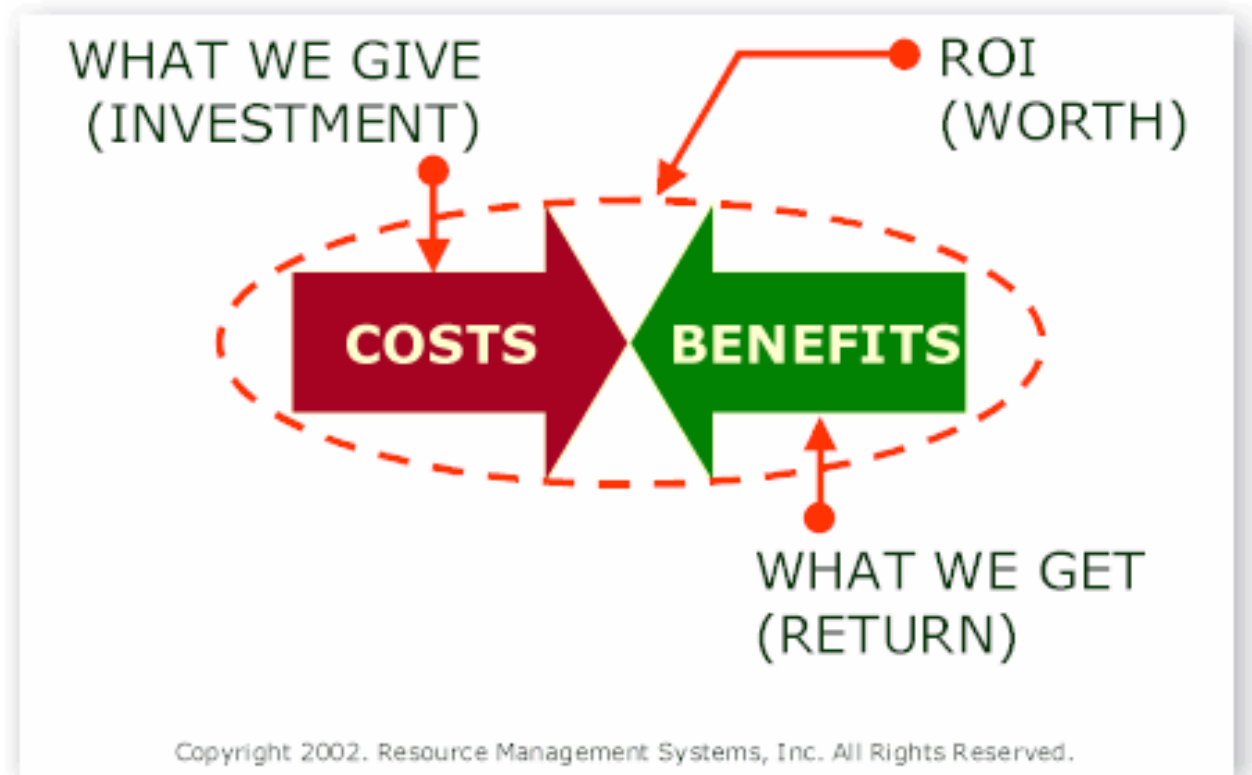 WHAT WE GIVE
(INVESTMENT)
ROI
(WORTH)
COSTS
BENEFITS
WHAT WE GET
(RETURN)
Copyright 2002. Resource Management Systems, Inc. All Rights Reserved.